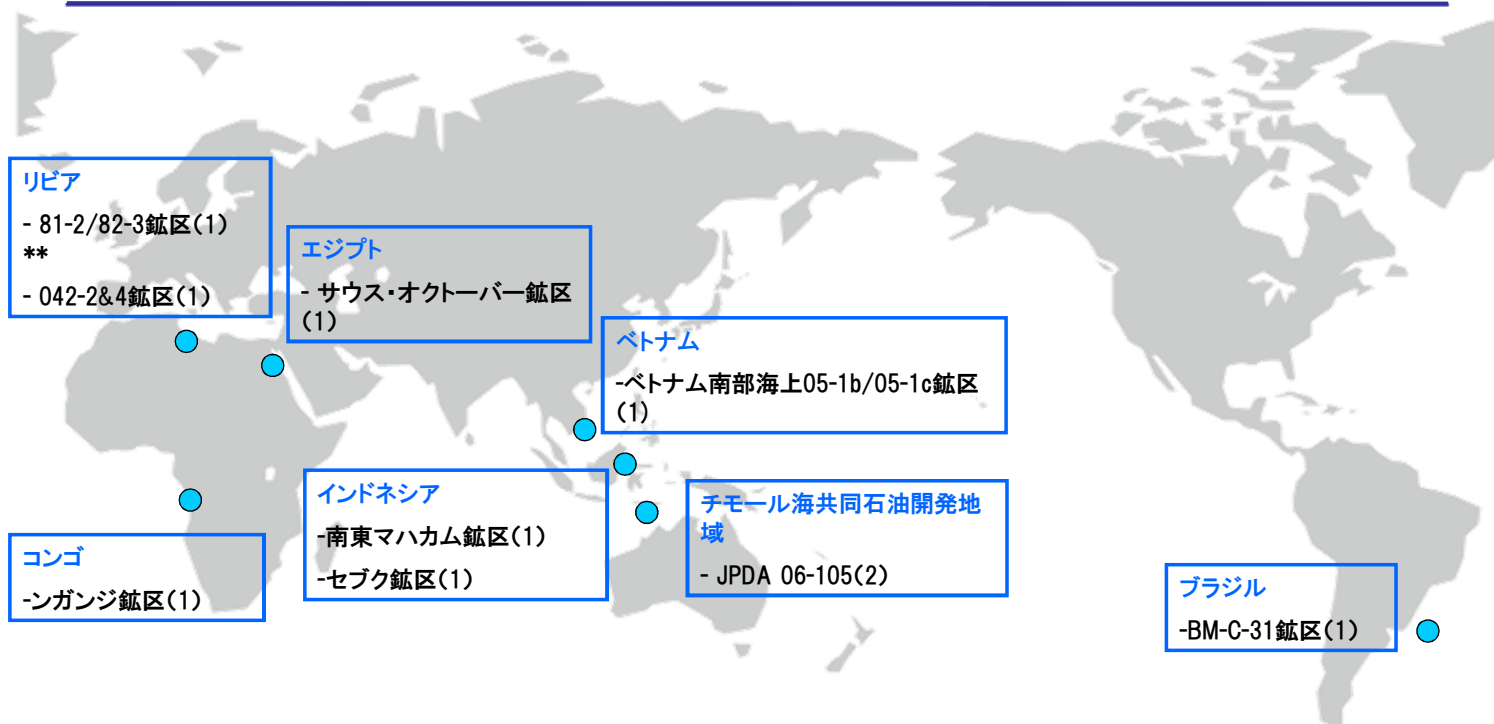 リビア
- 81-2/82-3鉱区(1)
**
- 042-2&4鉱区(1)
エジプト
- サウス・オクトーバー鉱区
(1)
ベトナム
-ベトナム南部海上05-1b/05-1c鉱区
(1)
インドネシア
-南東マハカム鉱区(1)
-セブク鉱区(1)
チモール海共同石油開発地
域
- JPDA 06-105(2)
コンゴ
-ンガンジ鉱区(1)
ブラジル
-BM-C-31鉱区(1)